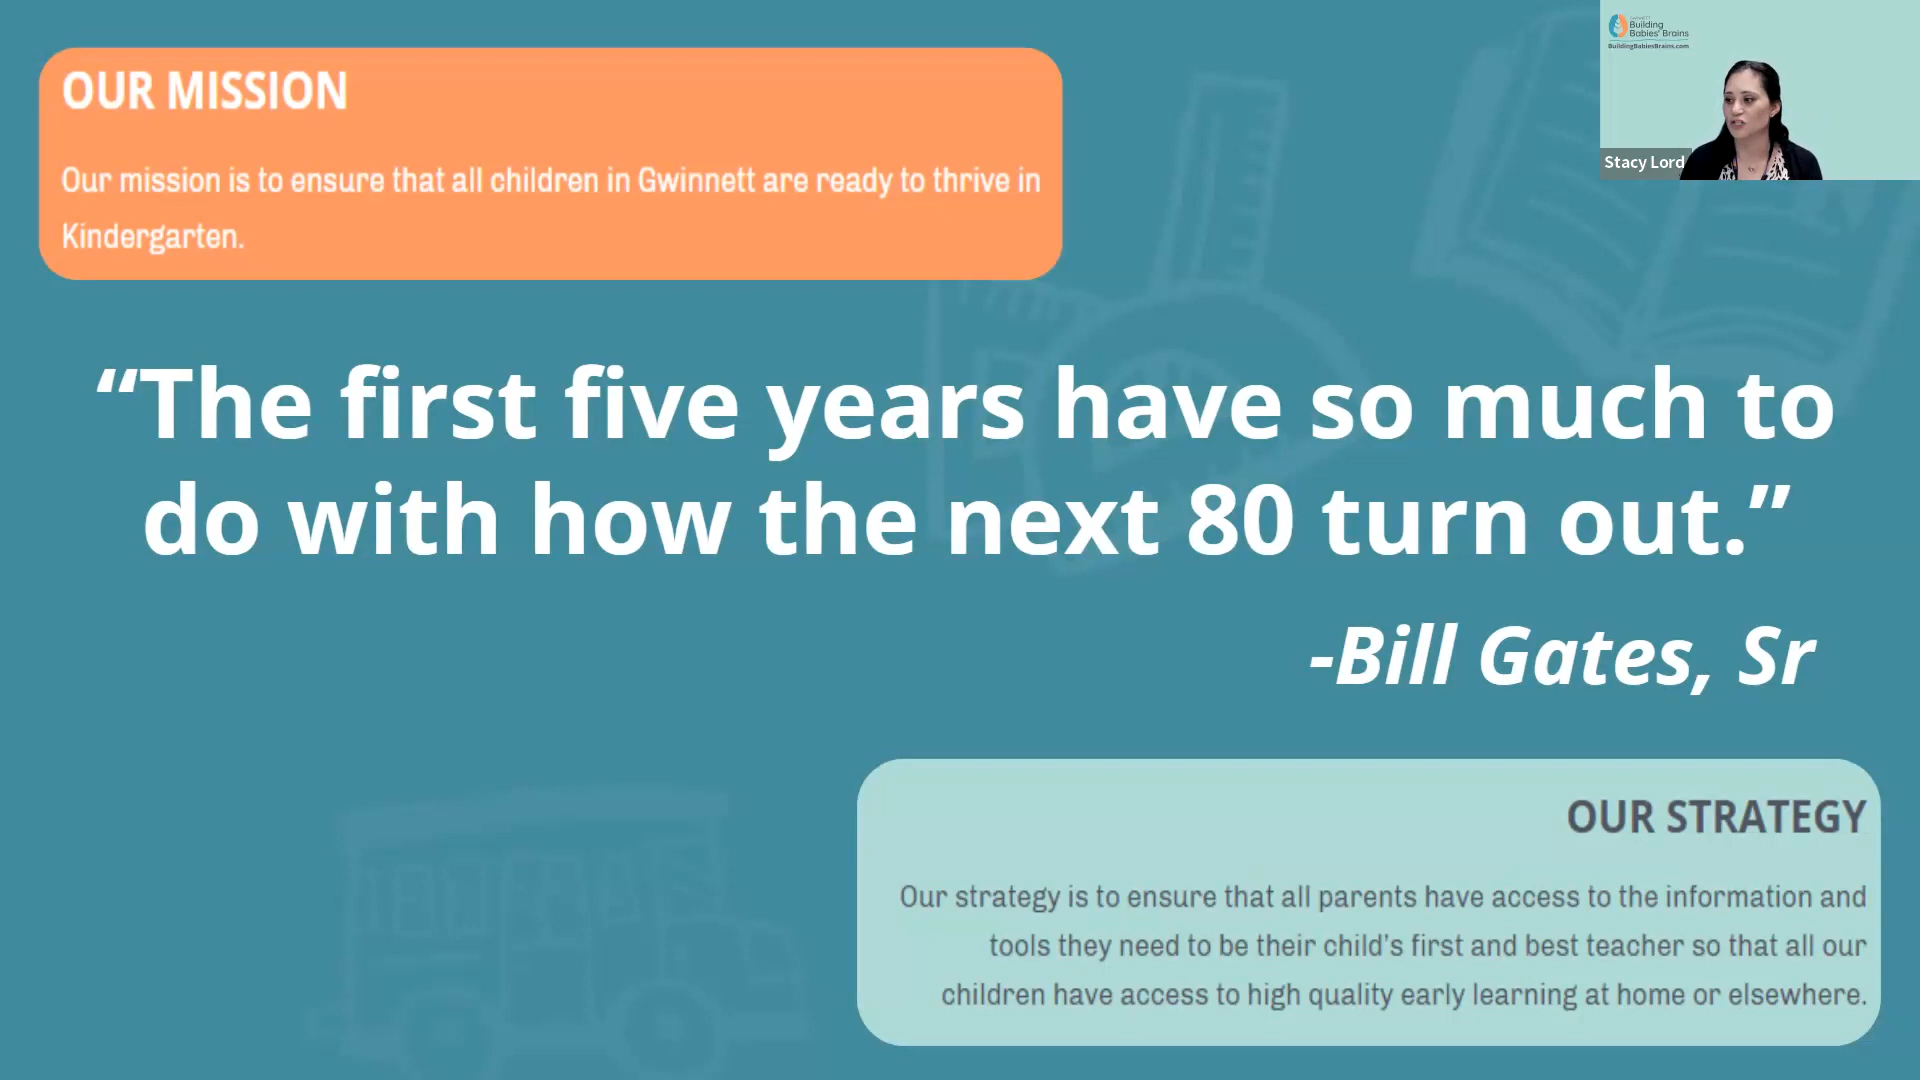 OUR MISSION
Our mission is to ensure that all children in Gwinnett are ready to thrive in
Kindergarten.
Building
Babies' Brains
BuildingBabiesBrains.com
Stacy Lord
“The first five years have so much to
do with how the next 80 turn out.”
-Bill Gates, Sr
OUR STRATEGY
Our strategy is to ensure that all parents have access to the information and
tools they need to be their child's first and best teacher so that all our
children have access to high quality early learning at home or elsewhere.